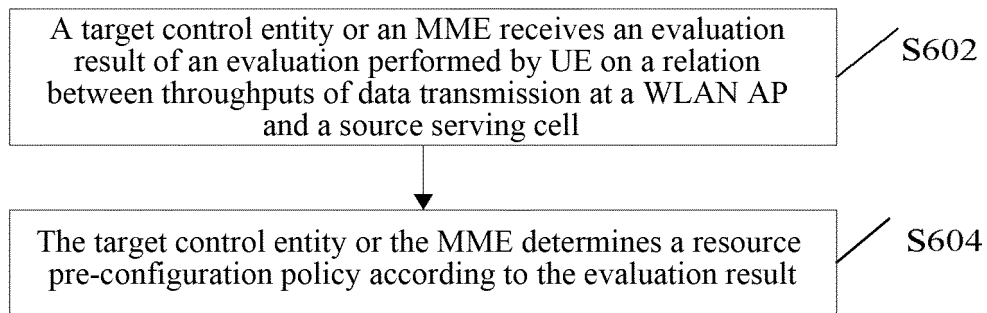 A target control entity or an MME receives an evaluation
result of an evaluation performed by UE on a relation
between throughputs of data transmission at a WLAN AP
and a source serving cell
S602
The target control entity or the MME determines a resource
pre-configuration policy according to the evaluation result
S604